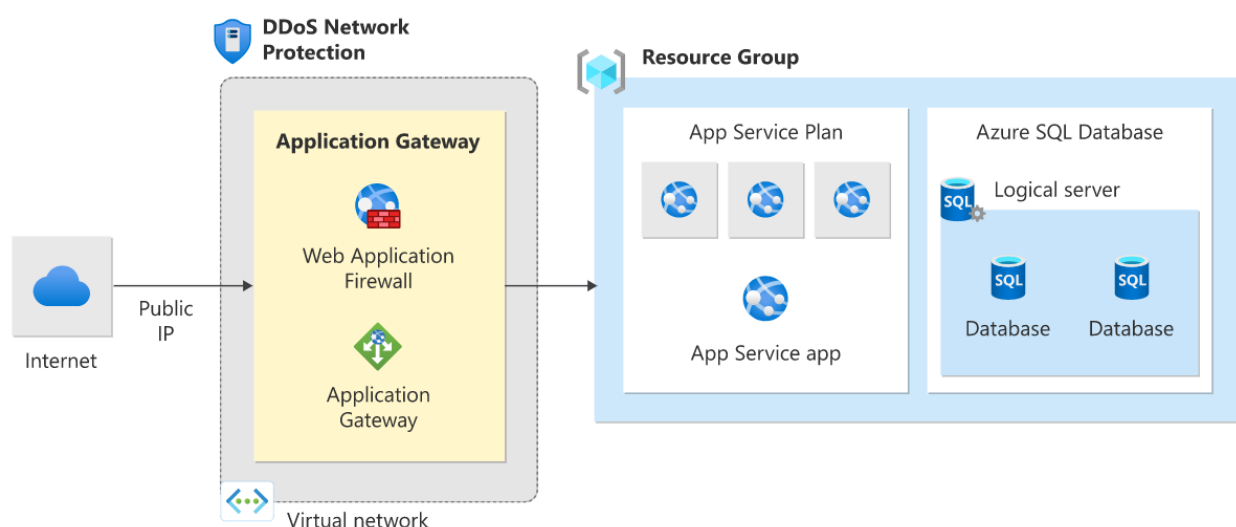 DDoS Network
Protection
Resource Group
Application Gateway
Web Application
Firewall
Application
Gateway
Virtual network
Internet
Public
IP
App Service Plan
App Service app
Azure SQL Database
SQL
Logical server
SQL
Database
SQL
Database